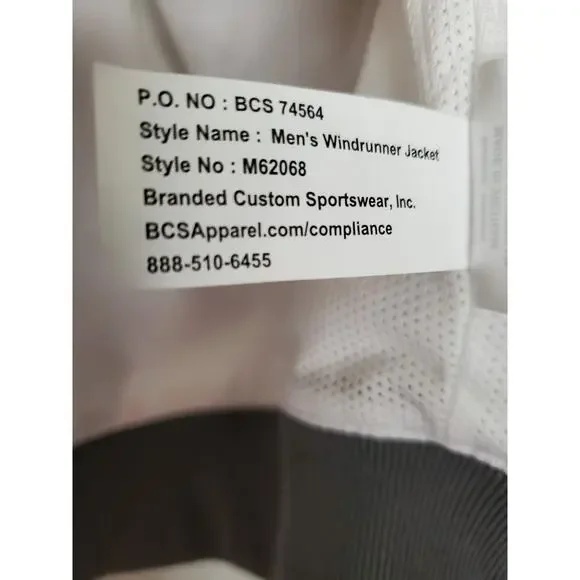 P.O. NO : BCS 74564
Style Name : Men's Windrunner Jacket
Style No : M62068
Branded Custom Sportswear, Inc.
BCSApparel.com/compliance
888-510-6455